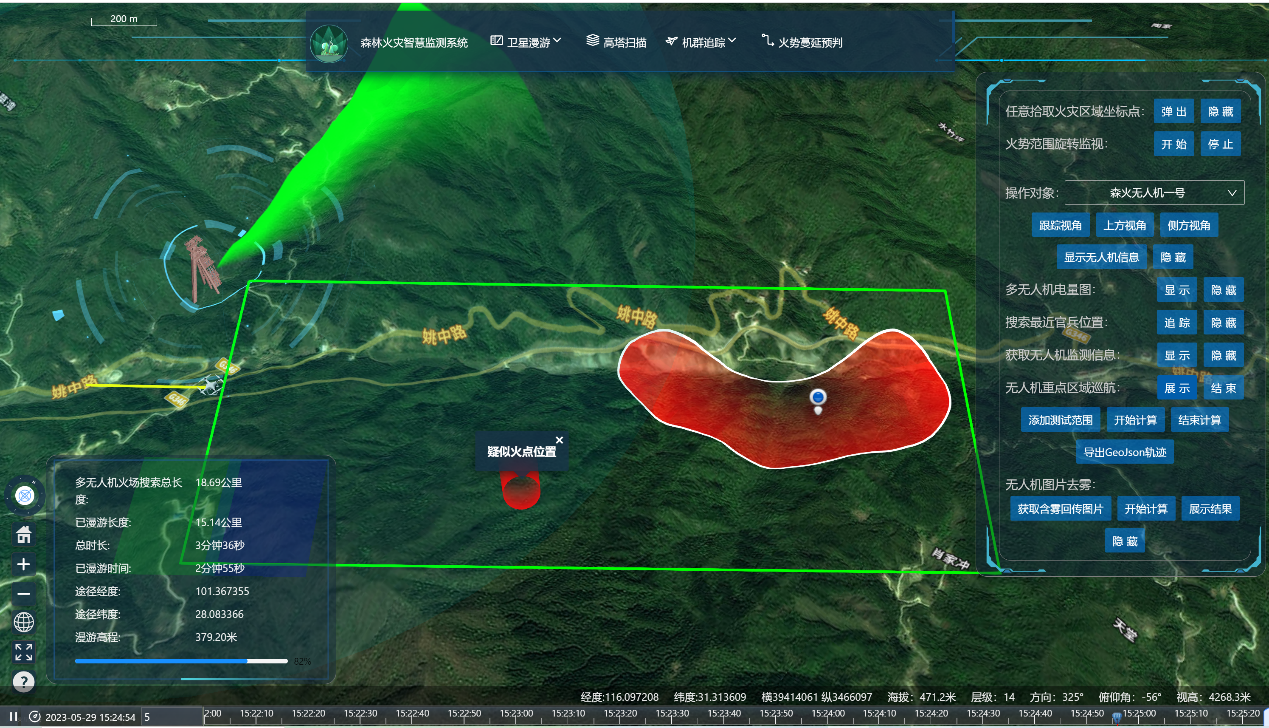 200 m
森林火灾智慧监测系统
卫星漫游
高塔扫描
机群追踪
火势蔓延预判
任意拾取火灾区域坐标点:
弹出
隐藏
火势范围旋转监视:
开始
停止
操作对象:
森火无人机一号
跟踪视角
上方视角
侧方视角
显示无人机信息
隐藏
多无人机电量图:
显示
隐藏
搜索最近官兵位置:
追踪
隐藏
获取无人机监测信息:
显示
隐藏
无人机重点区域巡航:
展示
结束
添加测试范围
开始计算
结束计算
导出GeoJson轨迹
无人机图片去雾:
获取含雾回传图片
开始计算
展示结果
隐藏
姚中路
姚中路
姚中路
姚中路
姚中路
疑似火点位置
肖家冲
天堂
多无人机火场搜索总长
度:
18.69公里
已漫游长度:
15.14公里
总时长:
3分钟36秒
已漫游时间:
2分钟55秒
途径经度:
101.367355
途径纬度:
28.083366
漫游高程:
379.20米
82%
经度:116.097208 纬度:31.313609 横39414061 纵3466097 海拔：471.2米 层级：14 方向：325° 俯仰角：-56° 视高：4268.3米
2023-05-29 15:24:54
5
2:00 15:22:10 15:22:20 15:22:30 15:22:40 15:22:50 15:23:00 15:23:10 15:23:20 15:23:30 15:23:40 15:23:50 15:24:00 15:24:10 15:24:20 15:24:30 15:24:40 15:24:50 15:25:00 15:25:10 15:25:20